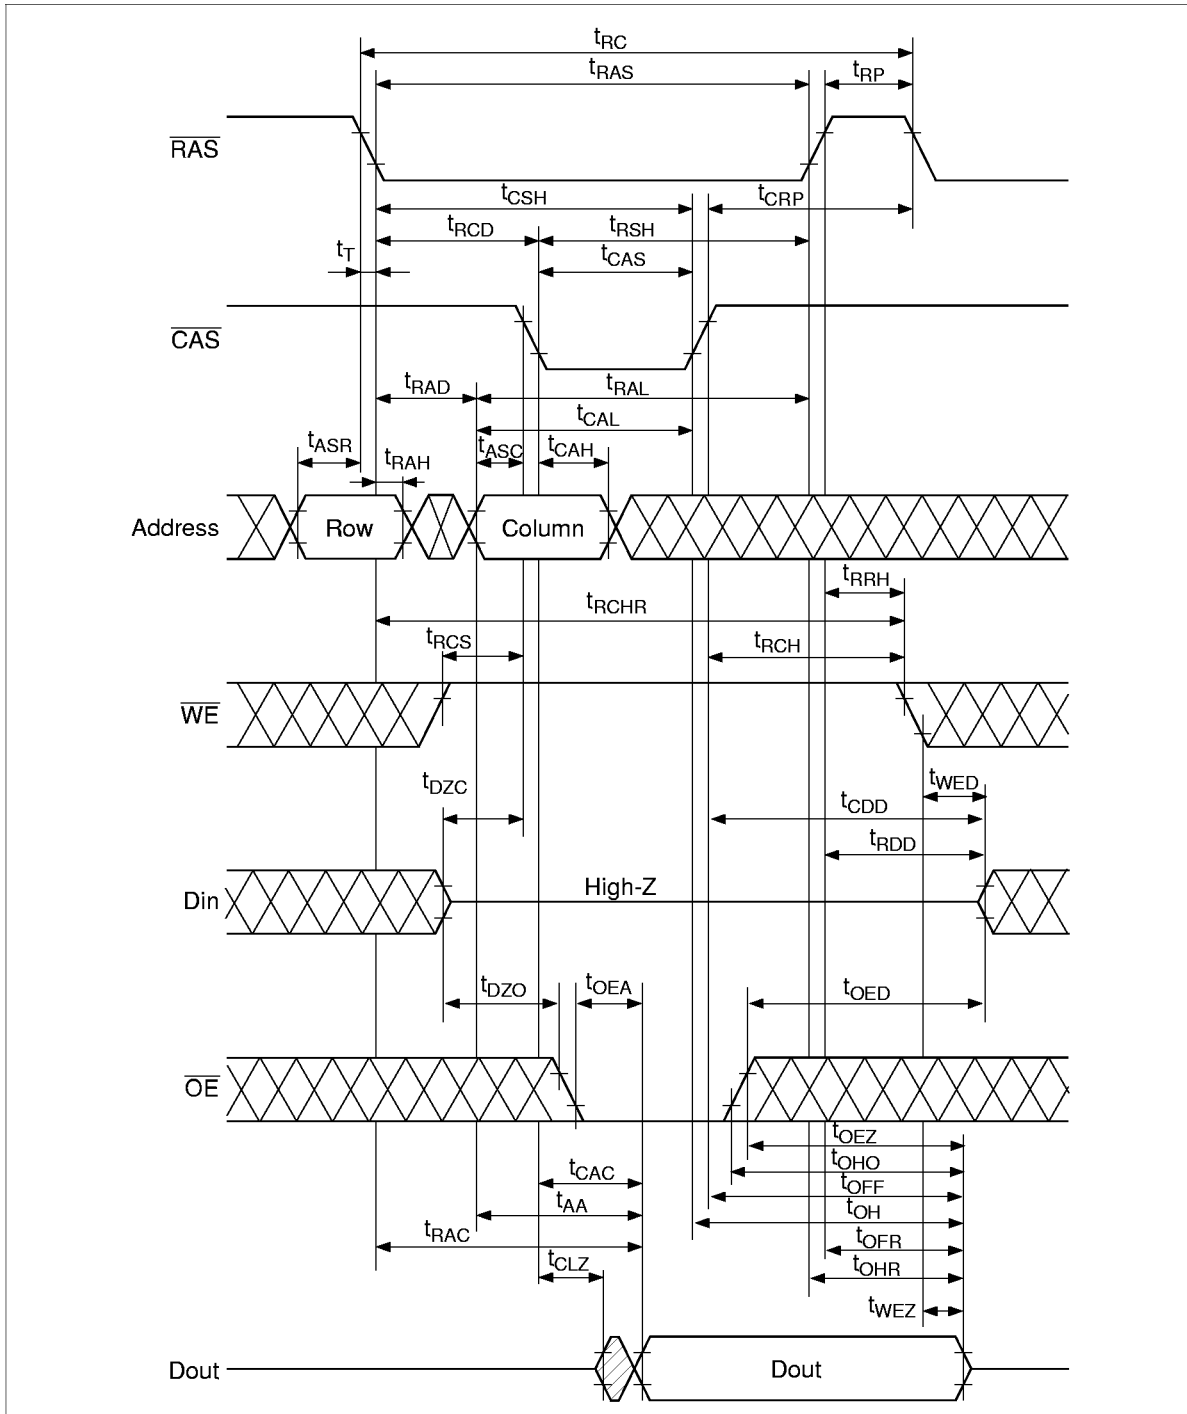 tRC
tRAS
tRP
RAS
tCSH
tCRP
tRCD
tRSH
tT
tCAS
CAS
tRAD
tRAL
tCAL
tASR
tASC
tCAH
tRAH
Address
Row
Column
tRRH
tRCHR
tRCS
tRCH
WE
tDZC
tWED
tCDD
tRDD
Din
High-Z
tDZO
tOEA
tOED
OE
tOEZ
tOHO
tCAC
tOFF
tAA
tOH
tRAC
tOFR
tCLZ
tOHR
tWEZ
Dout
Dout